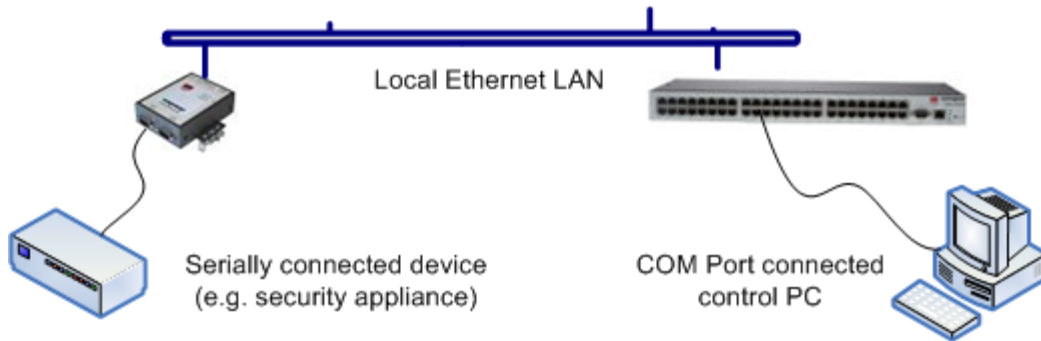 Local Ethernet LAN
Serially connected device
(e.g. security appliance)
COM Port connected
control PC